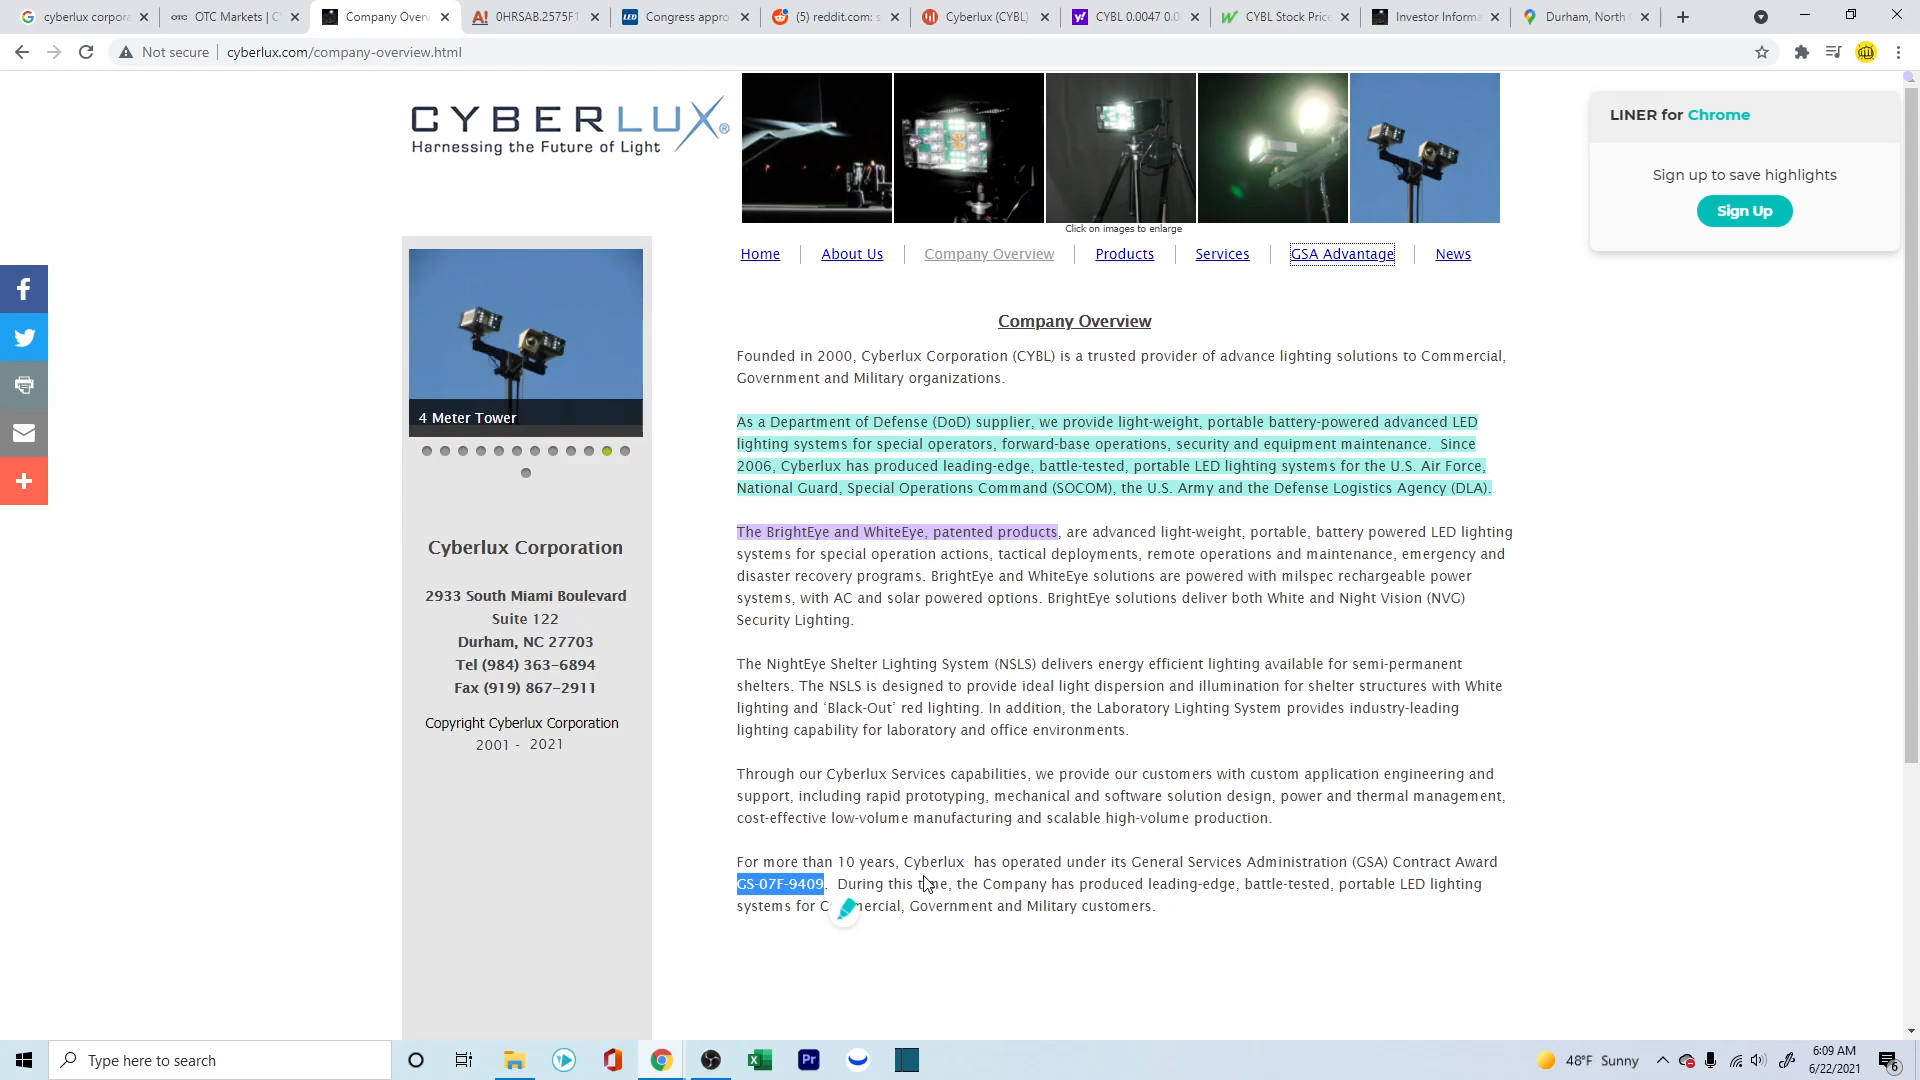 cyberlux corpora
OTC Markets | C
Company Overv
0HRSAB.2575F1
Congress appro
(5) reddit.com: s
Cyberlux (CYBL)
CYBL 0.0047 0.0
CYBL Stock Price
Investor Informa
Durham, North C
Not secure
cyberlux.com/company-overview.html
CYBERLUX®
Harnessing the Future of Light
Click on images to enlarge
LINER for Chrome
Sign up to save highlights
Sign Up
Home
About Us
Company Overview
Products
Services
GSA Advantage
News
4 Meter Tower
Cyberlux Corporation
2933 South Miami Boulevard
Suite 122
Durham, NC 27703
Tel (984) 363-6894
Fax (919) 867-2911
Copyright Cyberlux Corporation
2001 - 2021
Company Overview
Founded in 2000, Cyberlux Corporation (CYBL) is a trusted provider of advance lighting solutions to Commercial,
Government and Military organizations.
As a Department of Defense (DoD) supplier, we provide light-weight, portable battery-powered advanced LED
lighting systems for special operators, forward-base operations, security and equipment maintenance. Since
2006, Cyberlux has produced leading-edge, battle-tested, portable LED lighting systems for the U.S. Air Force,
National Guard, Special Operations Command (SOCOM), the U.S. Army and the Defense Logistics Agency (DLA).
The BrightEye and WhiteEye, patented products, are advanced light-weight, portable, battery powered LED lighting
systems for special operation actions, tactical deployments, remote operations and maintenance, emergency and
disaster recovery programs. BrightEye and WhiteEye solutions are powered with milspec rechargeable power
systems, with AC and solar powered options. BrightEye solutions deliver both White and Night Vision (NVG)
Security Lighting.
The NightEye Shelter Lighting System (NSLS) delivers energy efficient lighting available for semi-permanent
shelters. The NSLS is designed to provide ideal light dispersion and illumination for shelter structures with White
lighting and ‘Black-Out’ red lighting. In addition, the Laboratory Lighting System provides industry-leading
lighting capability for laboratory and office environments.
Through our Cyberlux Services capabilities, we provide our customers with custom application engineering and
support, including rapid prototyping, mechanical and software solution design, power and thermal management,
cost-effective low-volume manufacturing and scalable high-volume production.
For more than 10 years, Cyberlux has operated under its General Services Administration (GSA) Contract Award
GS-07F-9409. During this time, the Company has produced leading-edge, battle-tested, portable LED lighting
systems for Commercial, Government and Military customers.
Type here to search
48°F Sunny
6:09 AM
6/22/2021
6